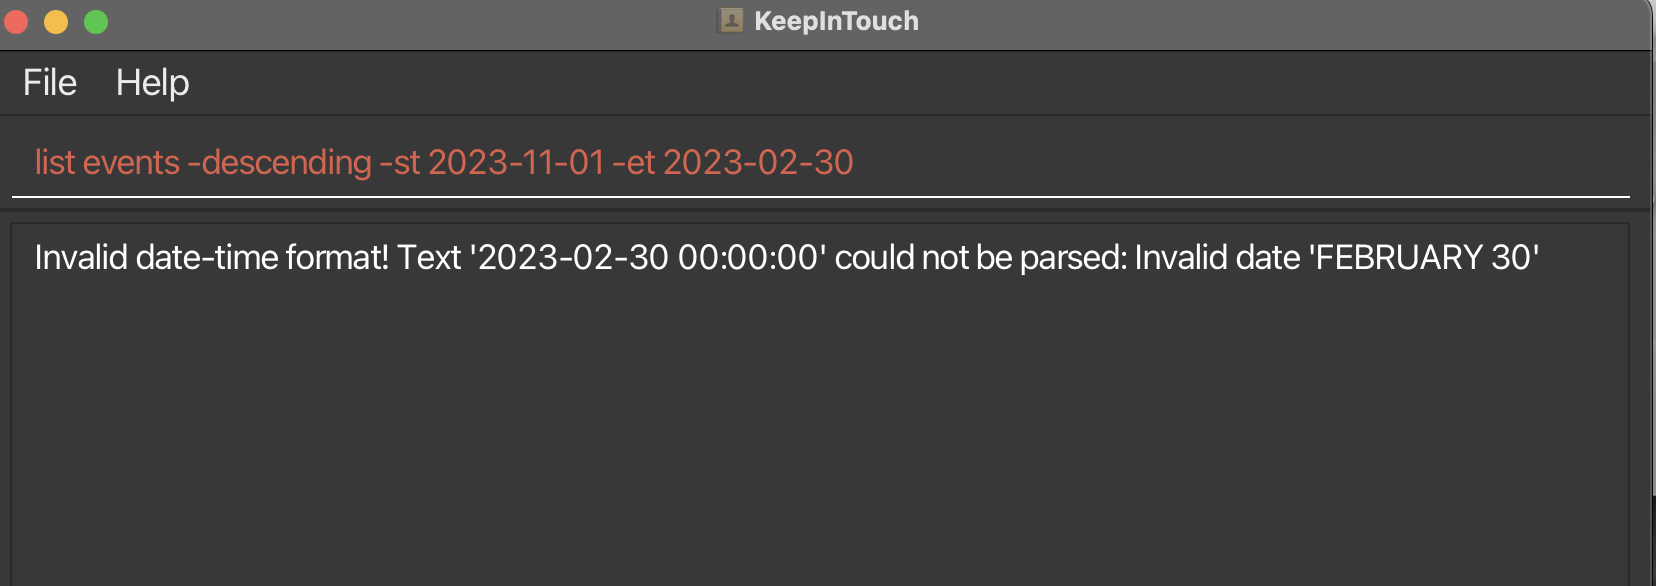 KeepInTouch
File Help
list events -descending -st 2023-11-01 -et 2023-02-30
Invalid date-time format! Text '2023-02-30 00:00:00' could not be parsed: Invalid date 'FEBRUARY 30'